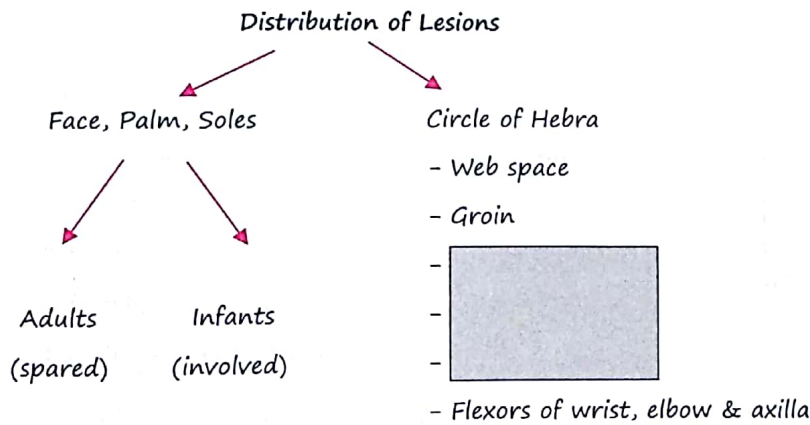 Distribution of Lesions
Face, Palm, Soles
Adults
(spared)
Infants
(involved)
Circle of Hebra
- Web space
- Groin
-
-
-
- Flexors of wrist, elbow & axilla